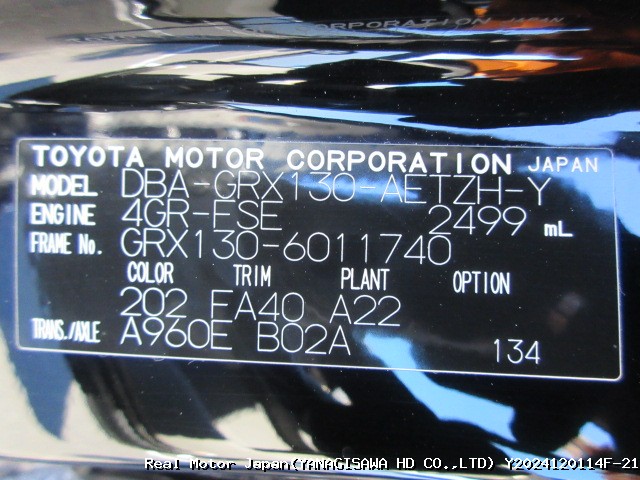 TOYOTA MOTOR CORPORATION JAPAN
MODEL DBA-GRX130-AETZH-Y
ENGINE 4GR-FSE 2499 mL
FRAME No. GRX130-6011740
COLOR TRIM PLANT OPTION
202 FA40 A22
TRANS./AXLE A960E B02A
134
Real Motor Japan(YANAGISAWA HD CO.,LTD) Y2024120114F-21